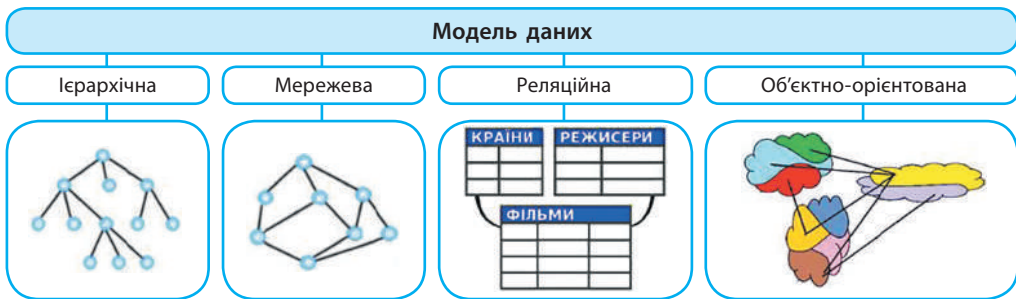 Модель даних
Ієрархічна
Мережева
Реляційна
Об'єктно-орієнтована
КРАЇНИ
РЕЖИСЕРИ
ФІЛЬМИ